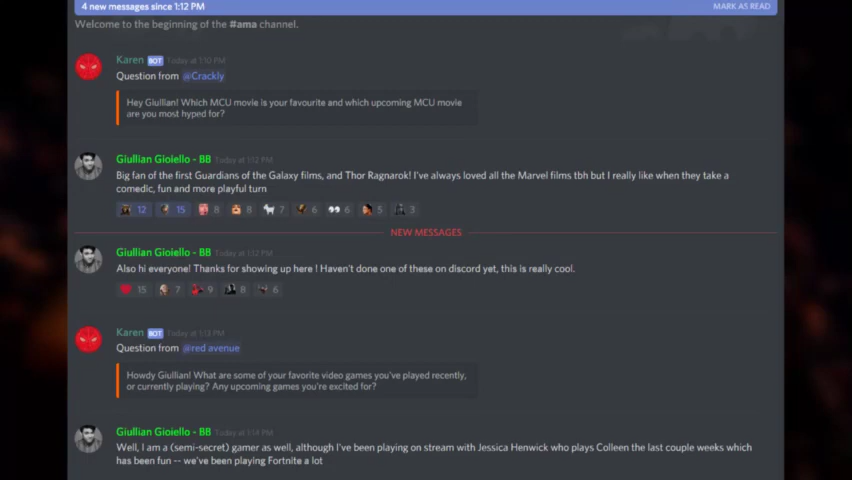 4 new messages since 1:12 PM MARK AS READ
Welcome to the beginning of the #ama channel.
Karen BOT Today at 1:10 PM
Question from @Crackly
Hey Giullian! Which MCU movie is your favourite and which upcoming MCU movie
are you most hyped for?
Giullian Gioiello - BB Today at 1:12 PM
Big fan of the first Guardians of the Galaxy films, and Thor Ragnarok! I've always loved all the Marvel films tbh but I really like when they take a
comedic, fun and more playful turn
12 15 8 8 7 6 6 5 3
NEW MESSAGES
Giullian Gioiello - BB Today at 1:12 PM
Also hi everyone! Thanks for showing up here ! Haven't done one of these on discord yet, this is really cool.
15 7 9 8 6
Karen BOT Today at 1:13 PM
Question from @red avenue
Howdy Giullian! What are some of your favorite video games you've played recently,
or currently playing? Any upcoming games you're excited for?
Giullian Gioiello - BB Today at 1:14 PM
Well, I am a (semi-secret) gamer as well, although I've been playing on stream with Jessica Henwick who plays Colleen the last couple weeks which
has been fun -- we've been playing Fortnite a lot